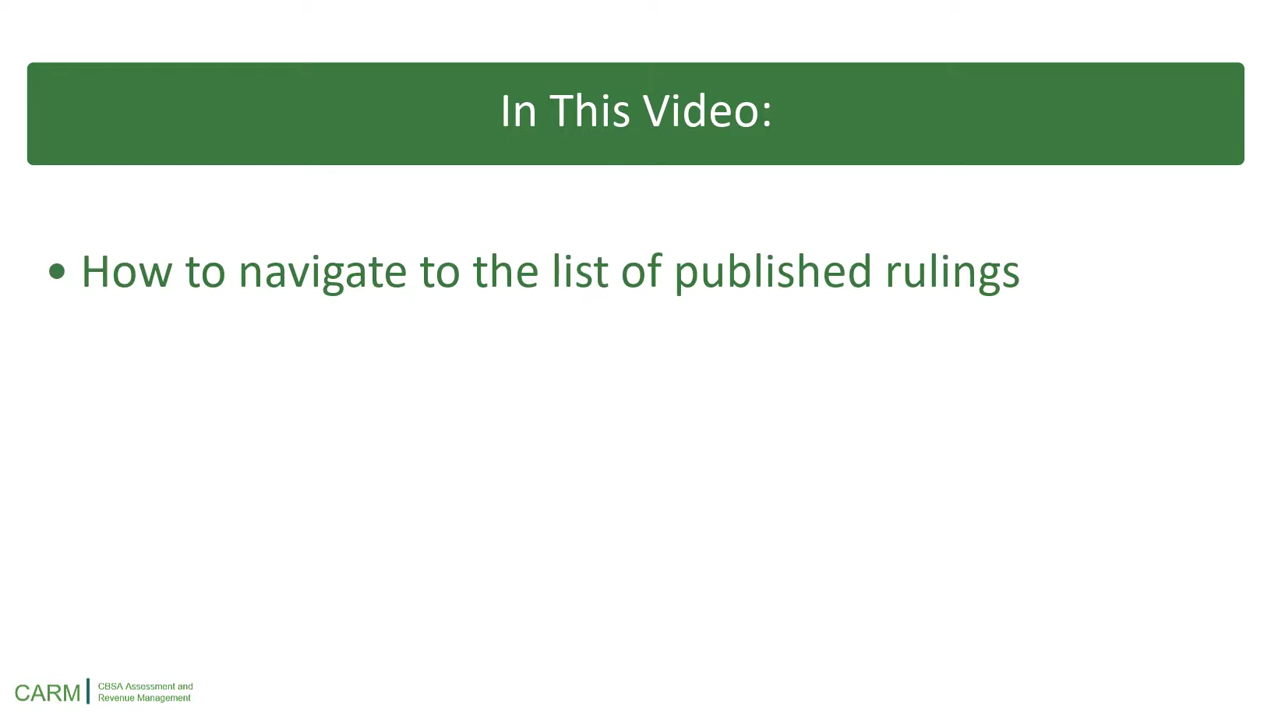 In This Video:
• How to navigate to the list of published rulings
CARM | CBSA Assessment and
Revenue Management